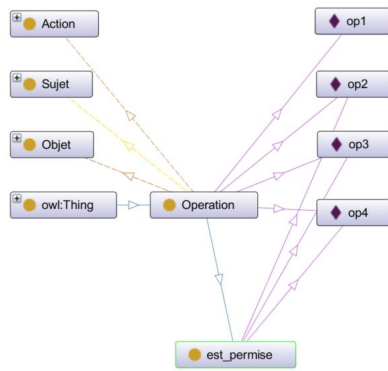 Action
op1
Sujet
op2
Objet
op3
owl:Thing
Operation
op4
est_permise